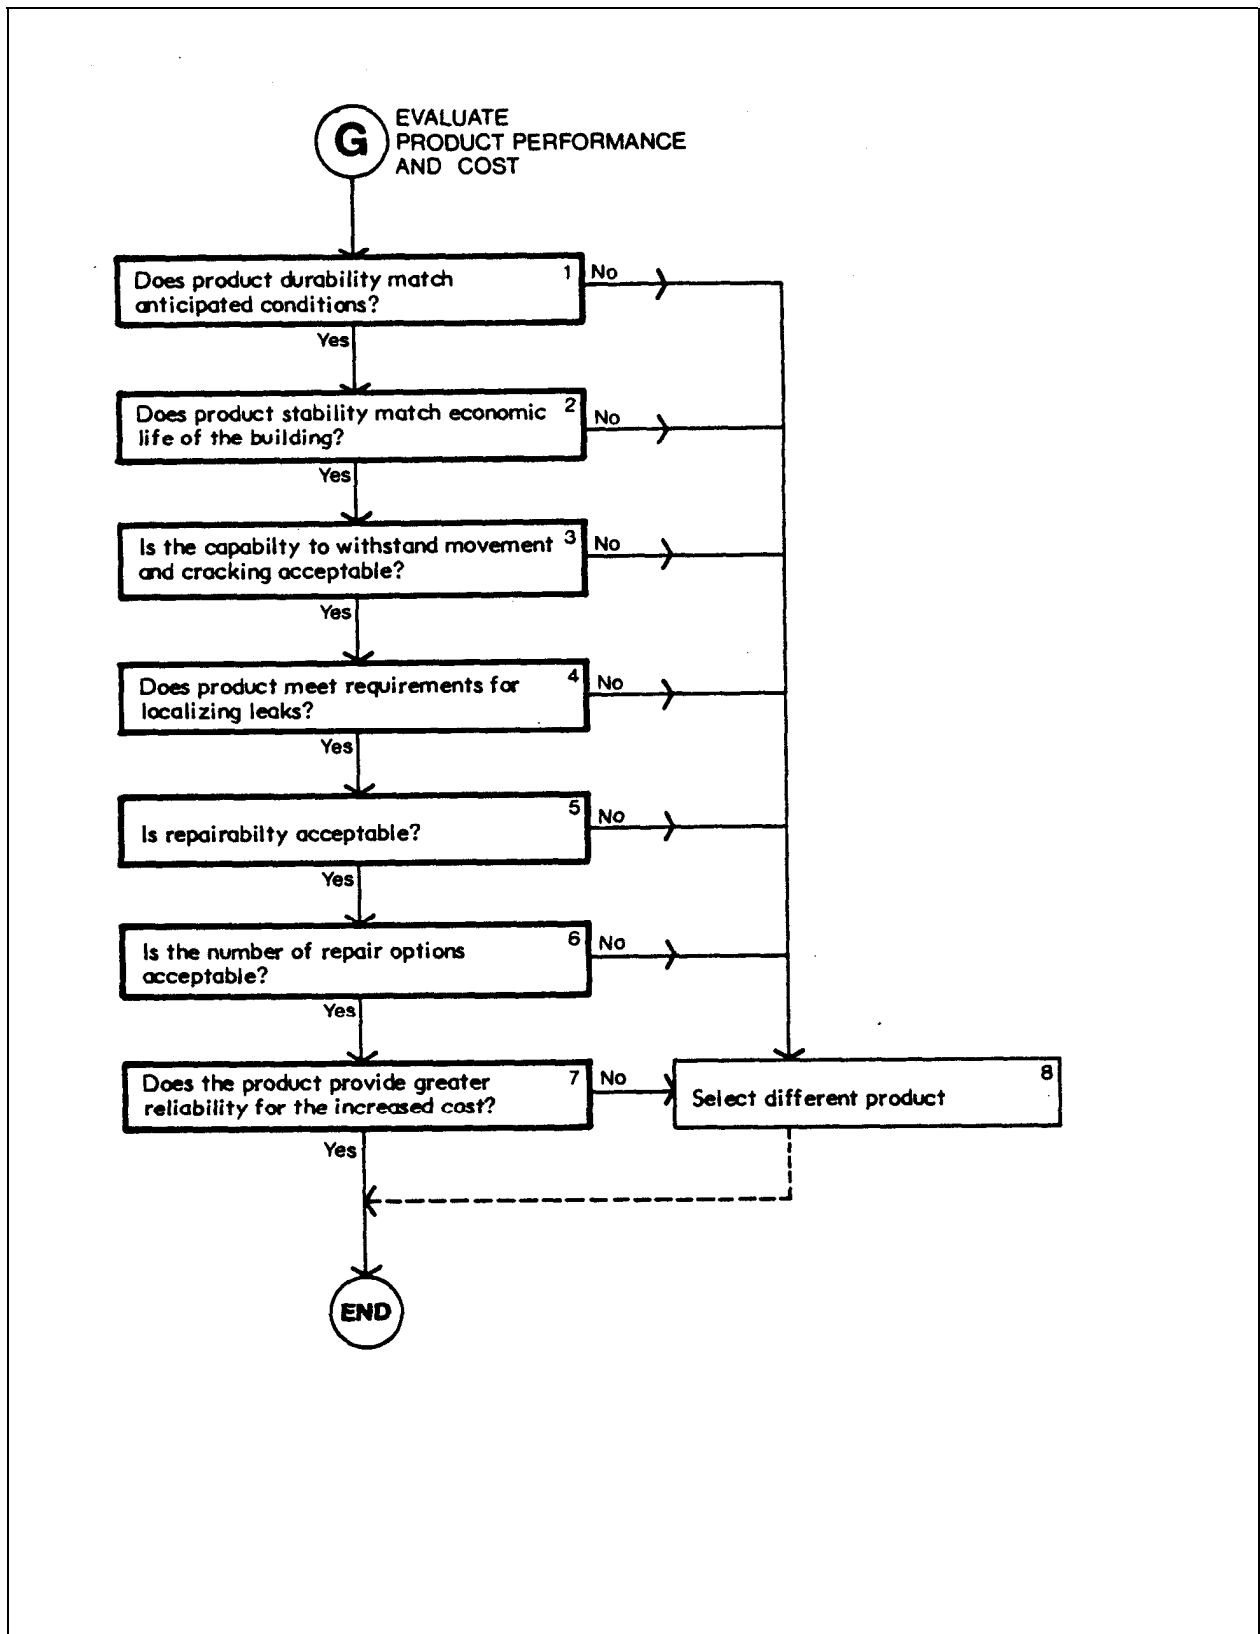 G
EVALUATE
PRODUCT PERFORMANCE
AND COST
Does product durability match
anticipated conditions?
1
No
Yes
Does product stability match economic
life of the building?
2
No
Yes
Is the capabilty to withstand movement
and cracking acceptable?
3
No
Yes
Does product meet requirements for
localizing leaks?
4
No
Yes
Is repairabilty acceptable?
5
No
Yes
Is the number of repair options
acceptable?
6
No
Yes
Does the product provide greater
reliability for the increased cost?
7
No
Select different product
8
Yes
END